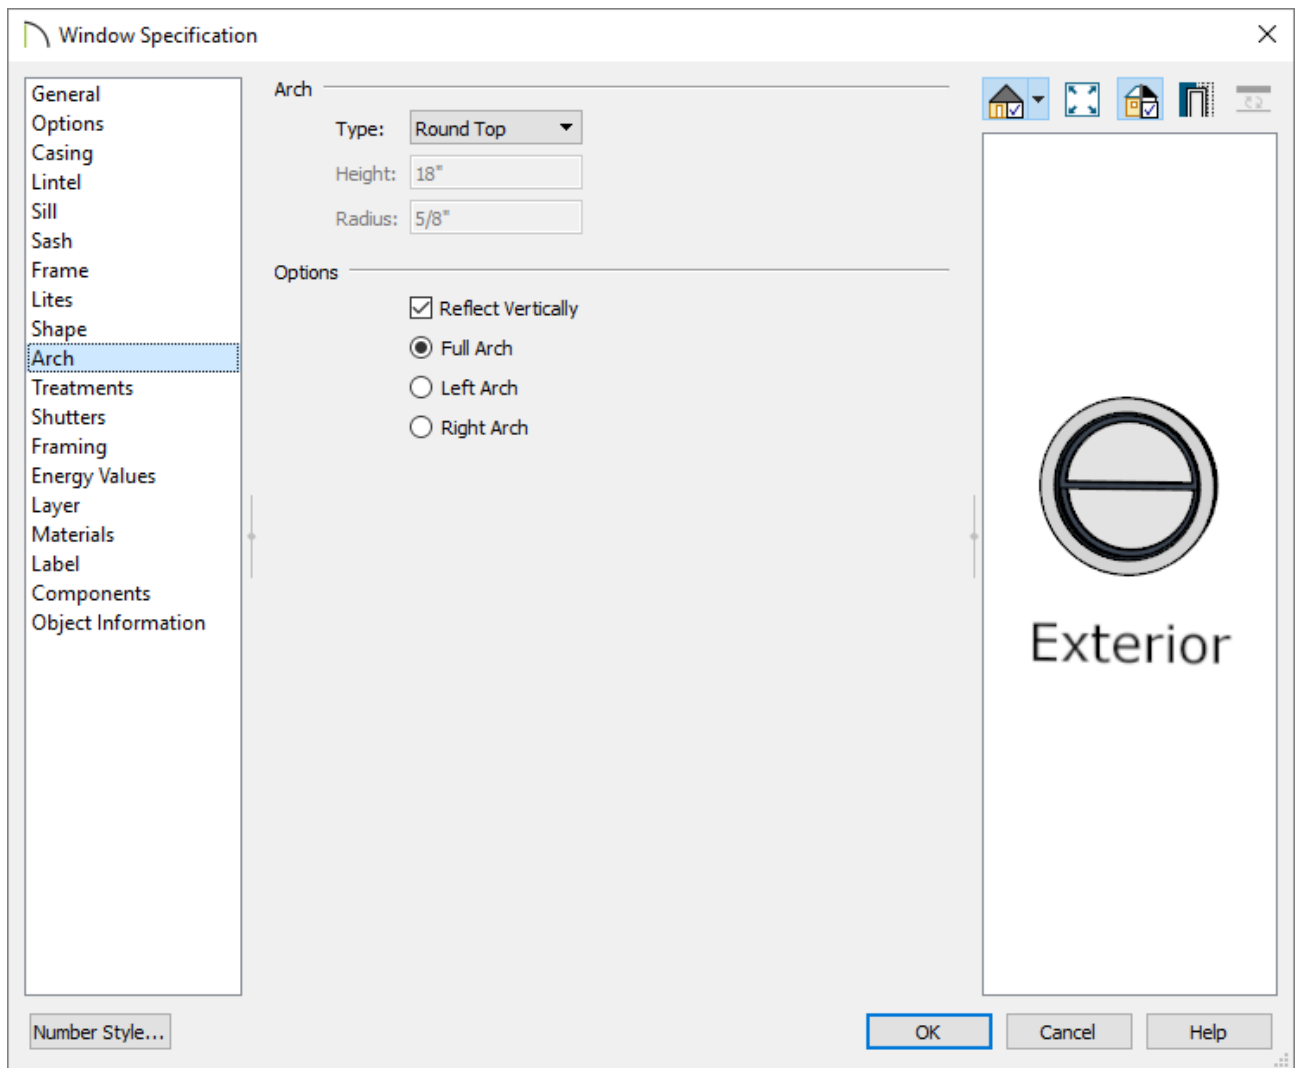 Window Specification
General
Options
Casing
Lintel
Sill
Sash
Frame
Lites
Shape
Arch
Treatments
Shutters
Framing
Energy Values
Layer
Materials
Label
Components
Object Information
Arch
Type: Round Top
Height: 18"
Radius: 5/8"
Options
Reflect Vertically
Full Arch
Left Arch
Right Arch
Exterior
Number Style...
OK
Cancel
Help